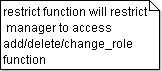 restrict function will restrict
manager to access
add/delete/change_role
function